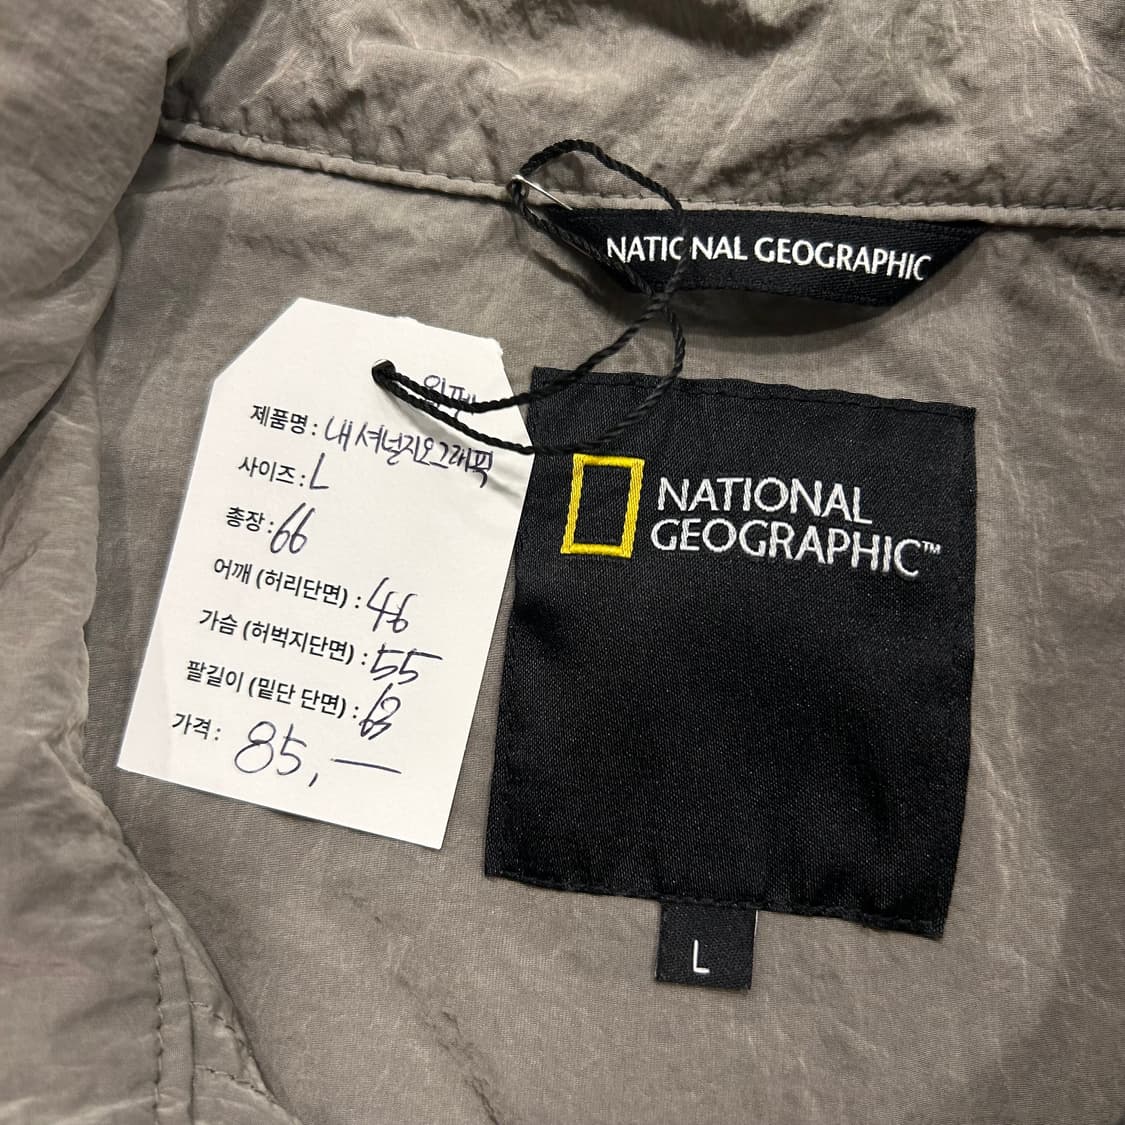 NATIONAL GEOGRAPHIC
제품명: 내셔널지오그래픽
사이즈: L
총장: 66
어깨 (허리단면) : 46
가슴 (허벅지단면) : 55
팔길이 (밑단 단면) :
가격: 85,—
NATIONAL
GEOGRAPHIC™
L